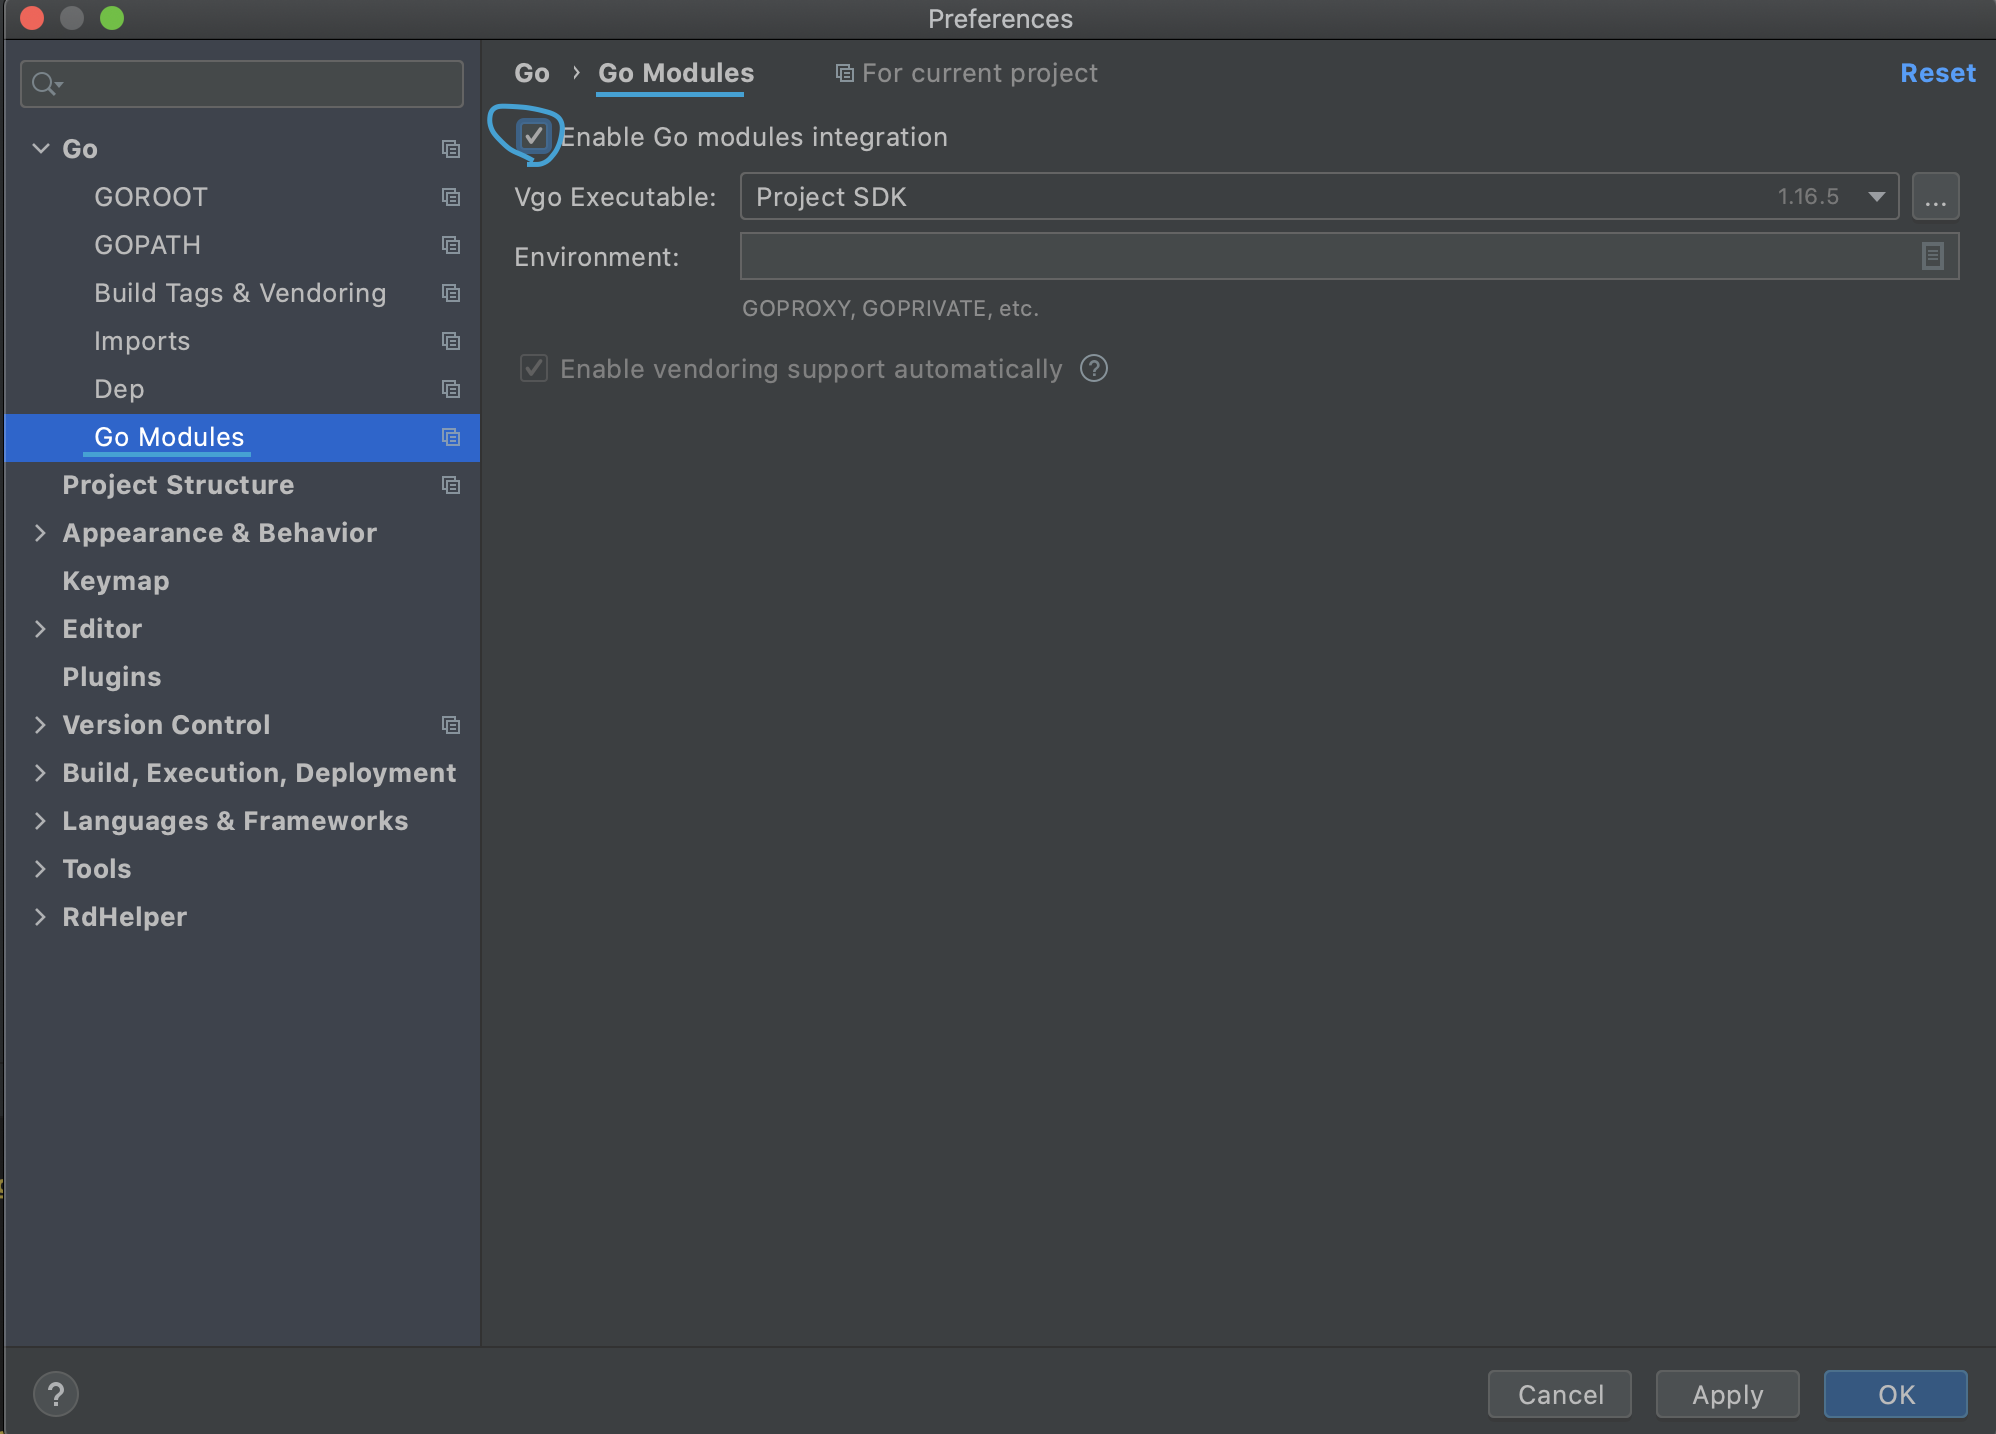 Preferences
Go › Go Modules For current project Reset
Enable Go modules integration
Vgo Executable: Project SDK 1.16.5 ...
Environment:
GOPROXY, GOPRIVATE, etc.
Enable vendoring support automatically ?
Go
GOROOT
GOPATH
Build Tags & Vendoring
Imports
Dep
Go Modules
Project Structure
Appearance & Behavior
Keymap
Editor
Plugins
Version Control
Build, Execution, Deployment
Languages & Frameworks
Tools
RdHelper
? Cancel Apply OK